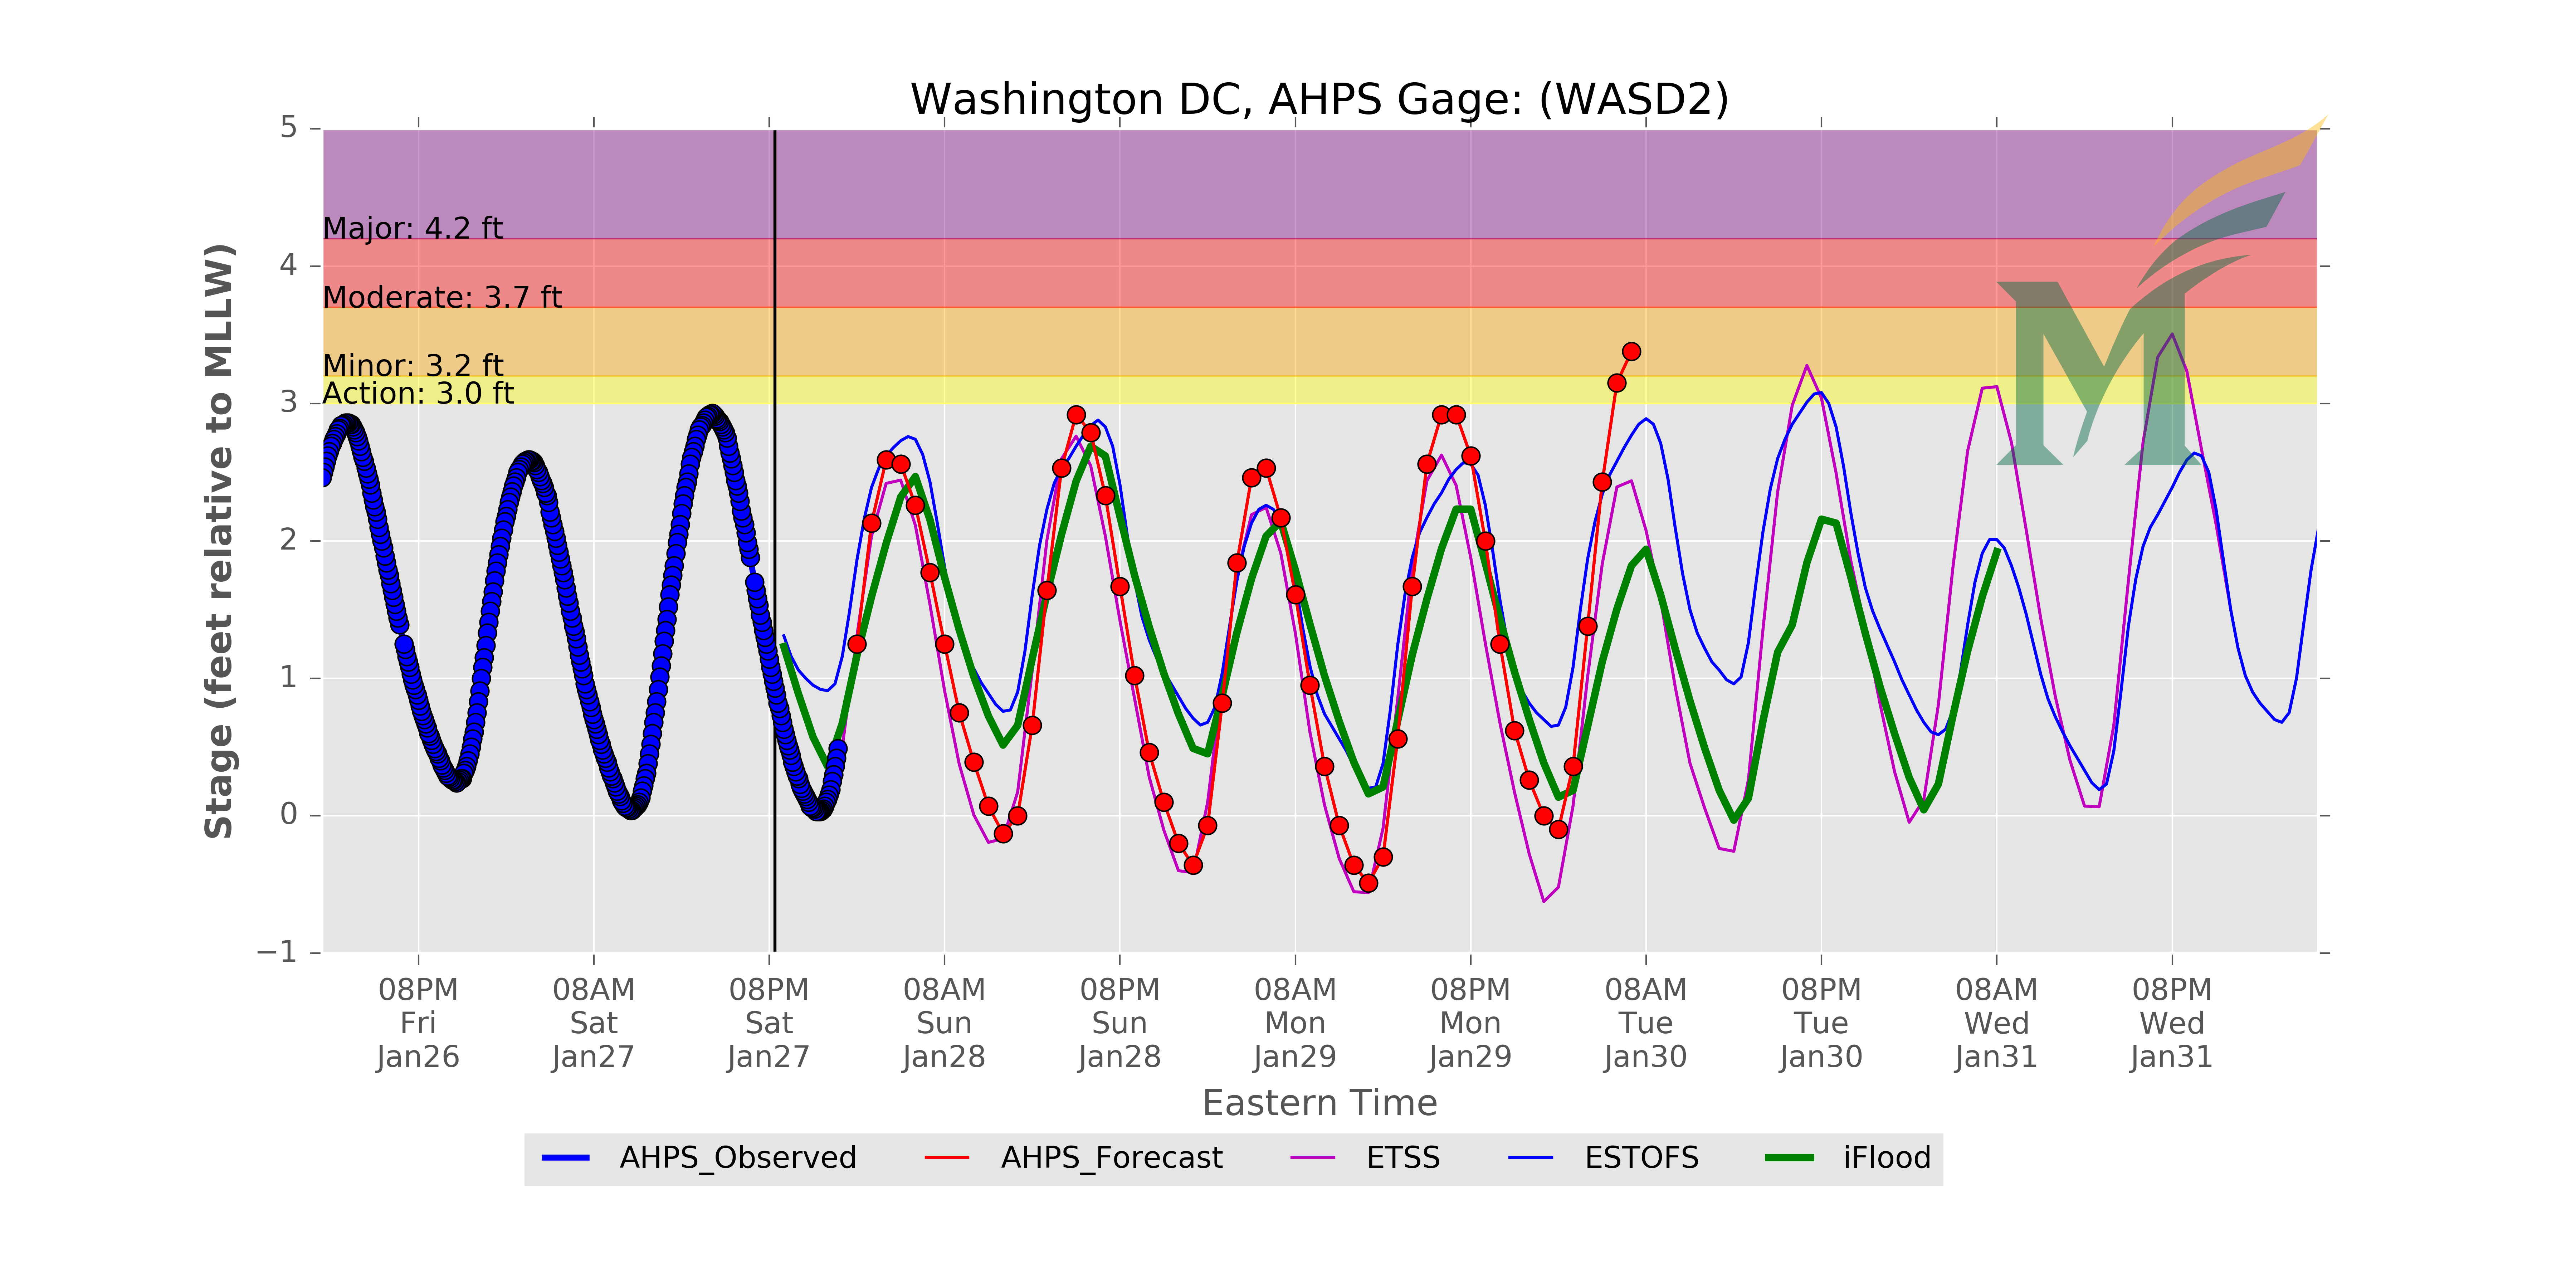 Washington DC, AHPS Gage: (WASD2)
Stage (feet relative to MLLW)
5
4
3
2
1
0
−1
Major: 4.2 ft
Moderate: 3.7 ft
Minor: 3.2 ft
Action: 3.0 ft
M
08PM 08AM 08PM 08AM 08PM 08AM 08PM 08AM 08PM 08AM 08PM
Fri Sat Sat Sun Sun Mon Mon Tue Tue Wed Wed
Jan26 Jan27 Jan27 Jan28 Jan28 Jan29 Jan29 Jan30 Jan30 Jan31 Jan31
Eastern Time
AHPS_Observed AHPS_Forecast ETSS ESTOFS iFlood